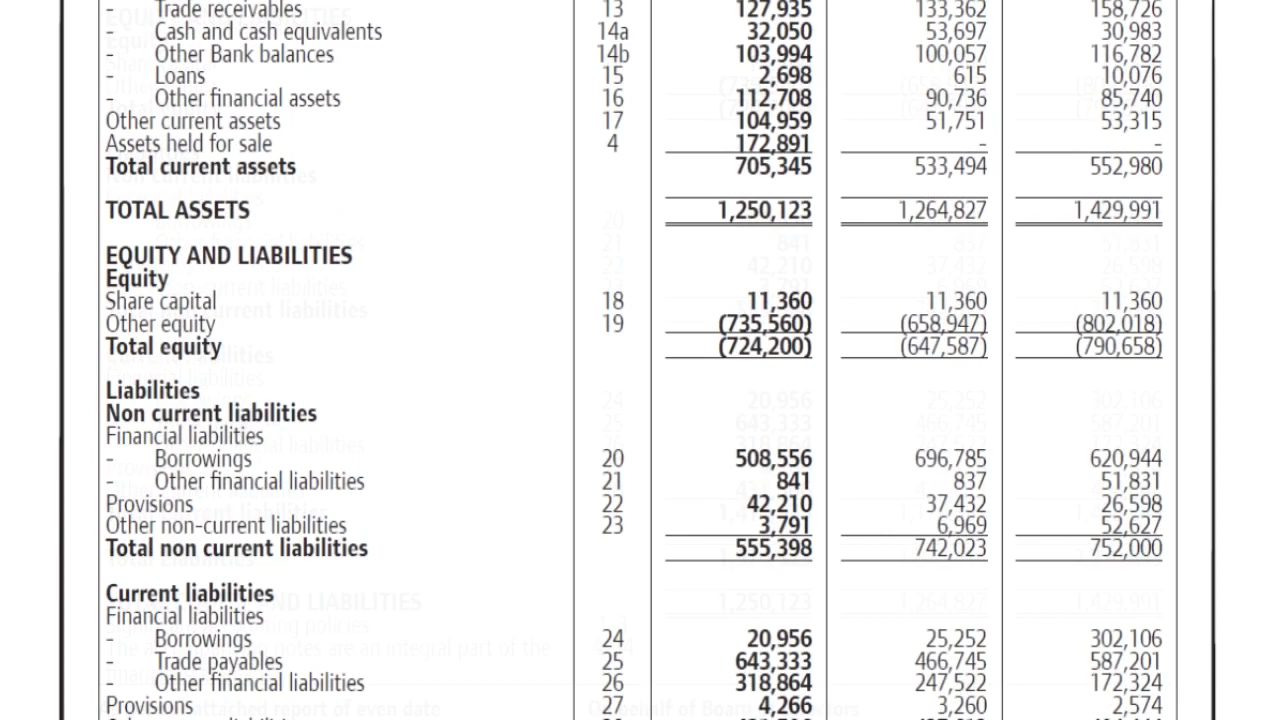 - Trade receivables 13 127,935 133,362 158,726
- Cash and cash equivalents 14a 32,050 53,697 30,983
- Other Bank balances 14b 103,994 100,057 116,782
- Loans 15 2,698 615 10,076
- Other financial assets 16 112,708 90,736 85,740
Other current assets 17 104,959 51,751 53,315
Assets held for sale 4 172,891 - -
Total current assets 705,345 533,494 552,980
TOTAL ASSETS 1,250,123 1,264,827 1,429,991
EQUITY AND LIABILITIES
Equity
Share capital 18 11,360 11,360 11,360
Other equity 19 (735,560) (658,947) (802,018)
Total equity (724,200) (647,587) (790,658)
Liabilities
Non current liabilities
Financial liabilities
- Borrowings 20 508,556 696,785 620,944
- Other financial liabilities 21 841 837 51,831
Provisions 22 42,210 37,432 26,598
Other non-current liabilities 23 3,791 6,969 52,627
Total non current liabilities 555,398 742,023 752,000
Current liabilities
Financial liabilities
- Borrowings 24 20,956 25,252 302,106
- Trade payables 25 643,333 466,745 587,201
- Other financial liabilities 26 318,864 247,522 172,324
Provisions 27 4,266 3,260 2,574